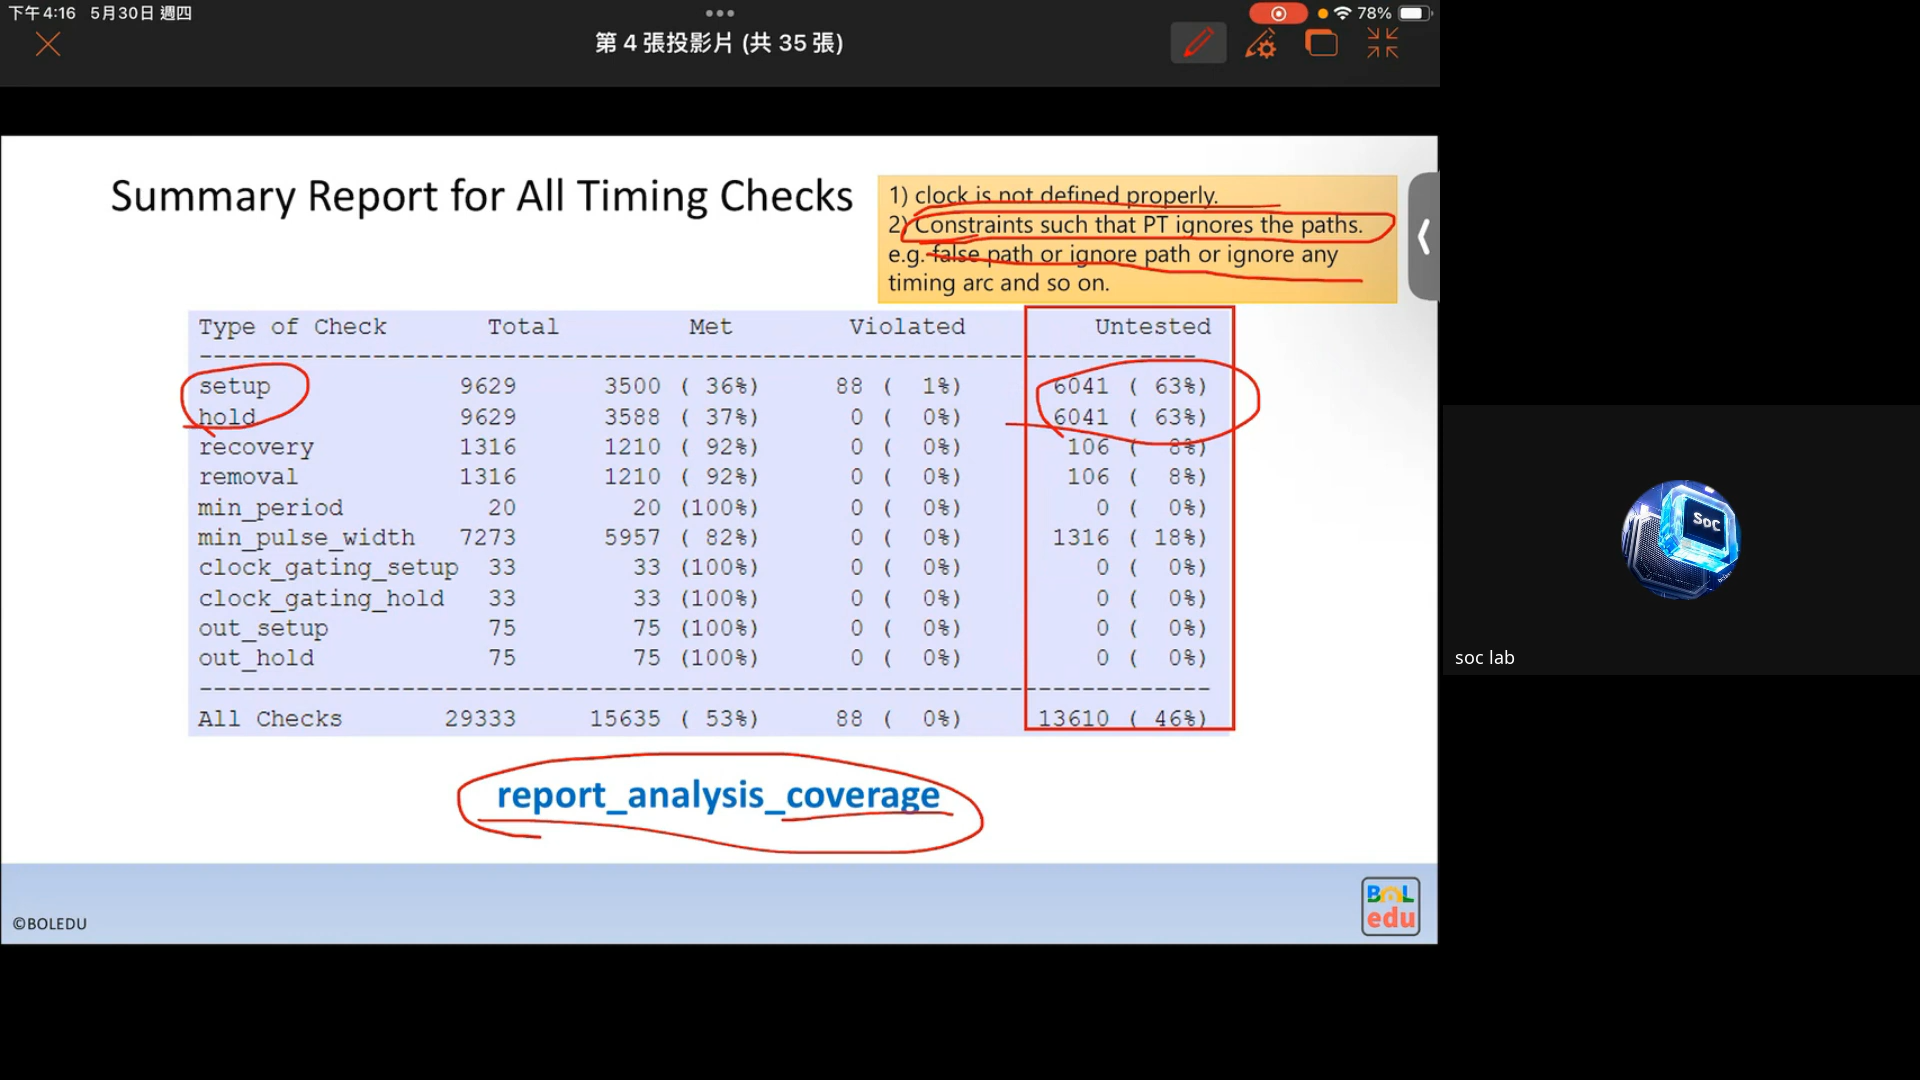 下午4:16 5月30日 週四
78%
第 4 張投影片 (共 35 張)
Summary Report for All Timing Checks
1) clock is not defined properly.
2) Constraints such that PT ignores the paths.
e.g. false path or ignore path or ignore any
timing arc and so on.
Type of Check Total Met Violated Untested
--------------------------------------------------------------------
setup 9629 3500 ( 36%) 88 ( 1%) 6041 ( 63%)
hold 9629 3588 ( 37%) 0 ( 0%) 6041 ( 63%)
recovery 1316 1210 ( 92%) 0 ( 0%) 106 ( 8%)
removal 1316 1210 ( 92%) 0 ( 0%) 106 ( 8%)
min_period 20 20 (100%) 0 ( 0%) 0 ( 0%)
min_pulse_width 7273 5957 ( 82%) 0 ( 0%) 1316 ( 18%)
clock_gating_setup 33 33 (100%) 0 ( 0%) 0 ( 0%)
clock_gating_hold 33 33 (100%) 0 ( 0%) 0 ( 0%)
out_setup 75 75 (100%) 0 ( 0%) 0 ( 0%)
out_hold 75 75 (100%) 0 ( 0%) 0 ( 0%)
---------------------------------------------------------------------
All Checks 29333 15635 ( 53%) 88 ( 0%) 13610 ( 46%)
report_analysis_coverage
©BOLEDU
BOL
edu
SoC
soc lab